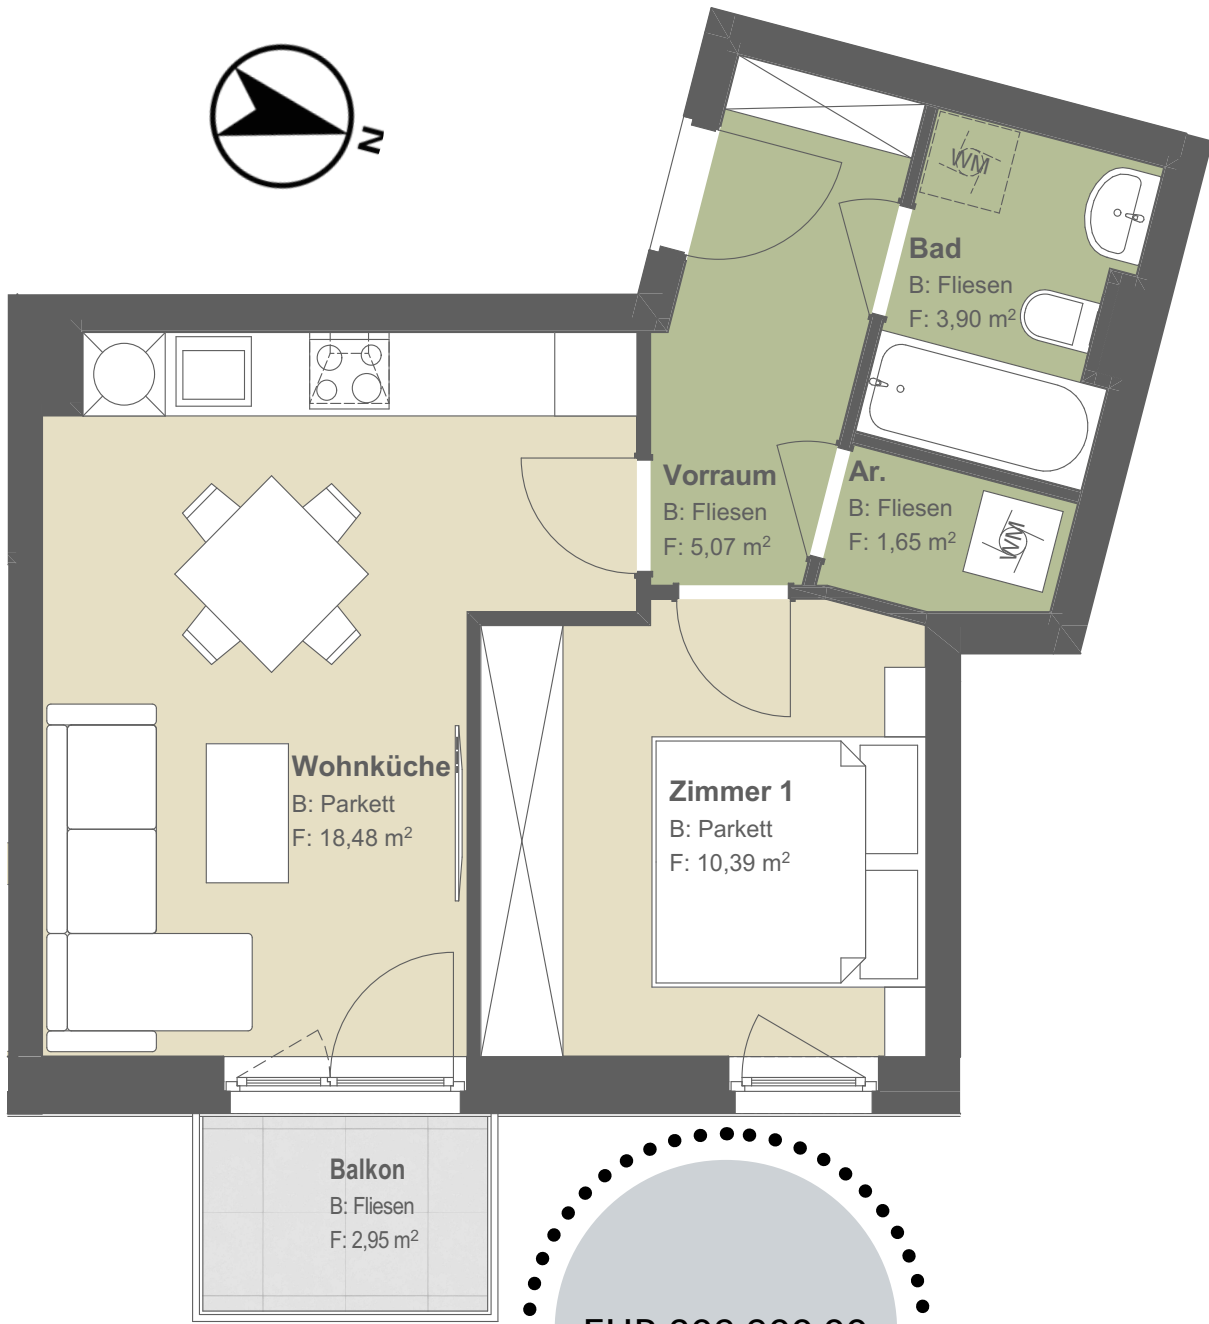 N
WM
Bad
B: Fliesen
F: 3,90 m²
Vorraum
B: Fliesen
F: 5,07 m²
Ar.
B: Fliesen
F: 1,65 m²
WM
Wohnküche
B: Parkett
F: 18,48 m²
Zimmer 1
B: Parkett
F: 10,39 m²
Balkon
B: Fliesen
F: 2,95 m²
EUR